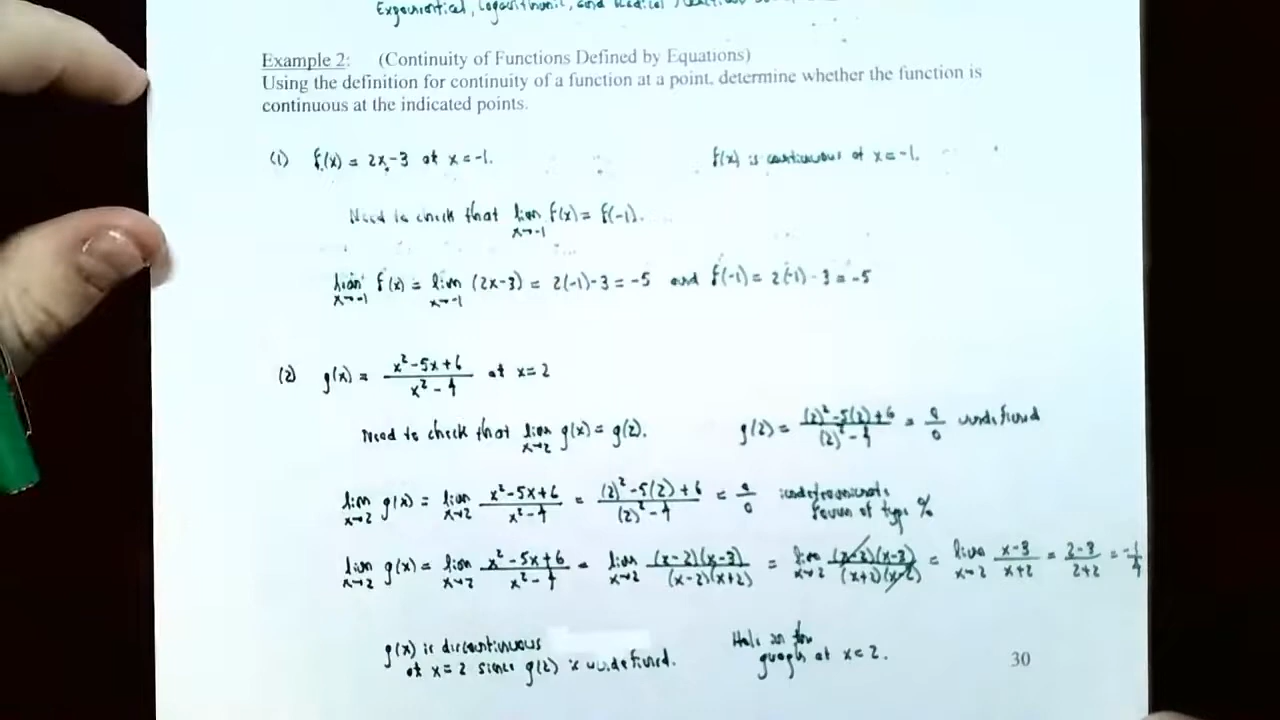 Exponential, Logarithmic, and Radical
Example 2: (Continuity of Functions Defined by Equations)
Using the definition for continuity of a function at a point, determine whether the function is
continuous at the indicated points.
(1) f(x) = 2x-3 at x=-1. f(x) is continuous at x=-1.
Need to check that lim x→-1 f(x) = f(-1).
lim x→-1 f(x) = lim x→-1 (2x-3) = 2(-1)-3 = -5 and f(-1) = 2(-1)-3 = -5
(2) g(x) = (x²-5x+6)/(x²-4) at x=2
Need to check that lim x→2 g(x) = g(2). g(2) = ((2)²-5(2)+6)/((2)²-4) = 0/0 undefined
lim x→2 g(x) = lim x→2 (x²-5x+6)/(x²-4) = ((2)²-5(2)+6)/((2)²-4) = 0/0 indeterminate
form of type 0/0
lim x→2 g(x) = lim x→2 (x²-5x+6)/(x²-4) = lim x→2 ((x-2)(x-3))/((x-2)(x+2)) = lim x→2 ((x-2)(x-3))/((x+2)(x-2)) = lim x→2 (x-3)/(x+2) = (2-3)/(2+2) = -1/4
g(x) is discontinuous
at x=2 since g(2) is undefined.
Hole in the
graph at x=2.
30